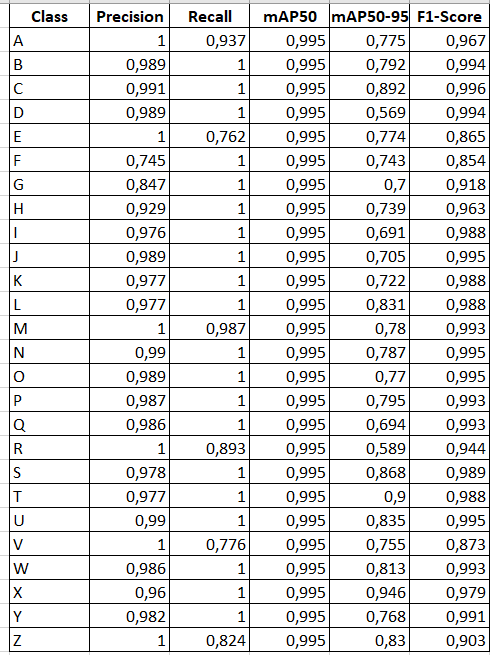 Class Precision Recall mAP50 mAP50-95 F1-Score
A 1 0,937 0,995 0,775 0,967
B 0,989 1 0,995 0,792 0,994
C 0,991 1 0,995 0,892 0,996
D 0,989 1 0,995 0,569 0,994
E 1 0,762 0,995 0,774 0,865
F 0,745 1 0,995 0,743 0,854
G 0,847 1 0,995 0,7 0,918
H 0,929 1 0,995 0,739 0,963
I 0,976 1 0,995 0,691 0,988
J 0,989 1 0,995 0,705 0,995
K 0,977 1 0,995 0,722 0,988
L 0,977 1 0,995 0,831 0,988
M 1 0,987 0,995 0,78 0,993
N 0,99 1 0,995 0,787 0,995
O 0,989 1 0,995 0,77 0,995
P 0,987 1 0,995 0,795 0,993
Q 0,986 1 0,995 0,694 0,993
R 1 0,893 0,995 0,589 0,944
S 0,978 1 0,995 0,868 0,989
T 0,977 1 0,995 0,9 0,988
U 0,99 1 0,995 0,835 0,995
V 1 0,776 0,995 0,755 0,873
W 0,986 1 0,995 0,813 0,993
X 0,96 1 0,995 0,946 0,979
Y 0,982 1 0,995 0,768 0,991
Z 1 0,824 0,995 0,83 0,903